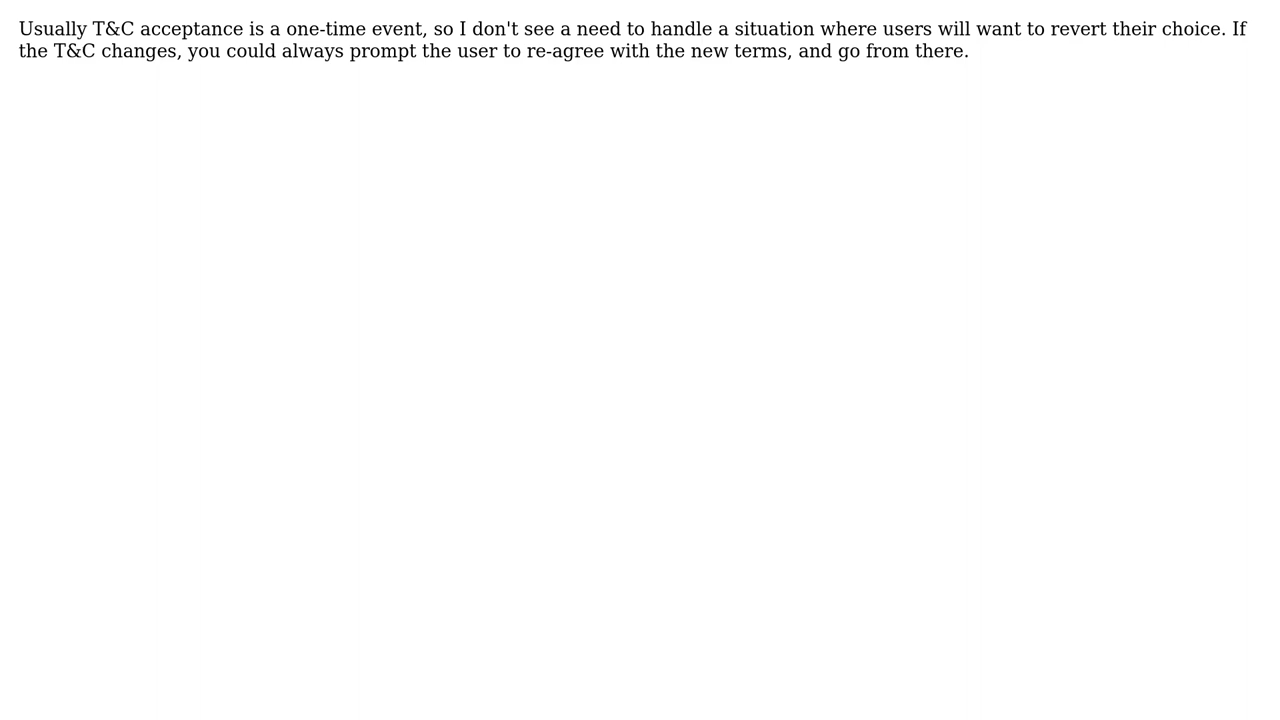 Usually T&C acceptance is a one-time event, so I don't see a need to handle a situation where users will want to revert their choice. If
the T&C changes, you could always prompt the user to re-agree with the new terms, and go from there.